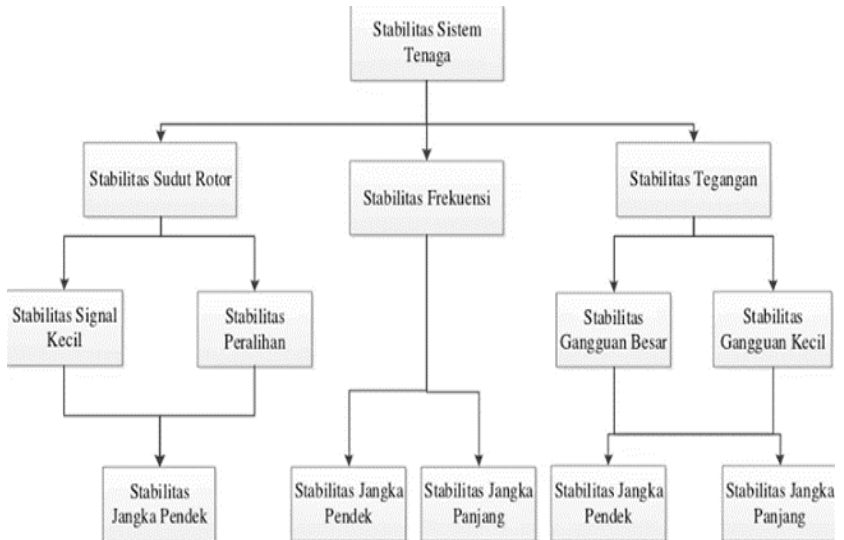 Stabilitas Sistem
Tenaga
Stabilitas Sudut Rotor
Stabilitas Frekuensi
Stabilitas Tegangan
Stabilitas Signal
Kecil
Stabilitas
Peralihan
Stabilitas
Gangguan Besar
Stabilitas
Gangguan Kecil
Stabilitas
Jangka Pendek
Stabilitas Jangka
Pendek
Stabilitas Jangka
Panjang
Stabilitas Jangka
Pendek
Stabilitas Jangka
Panjang